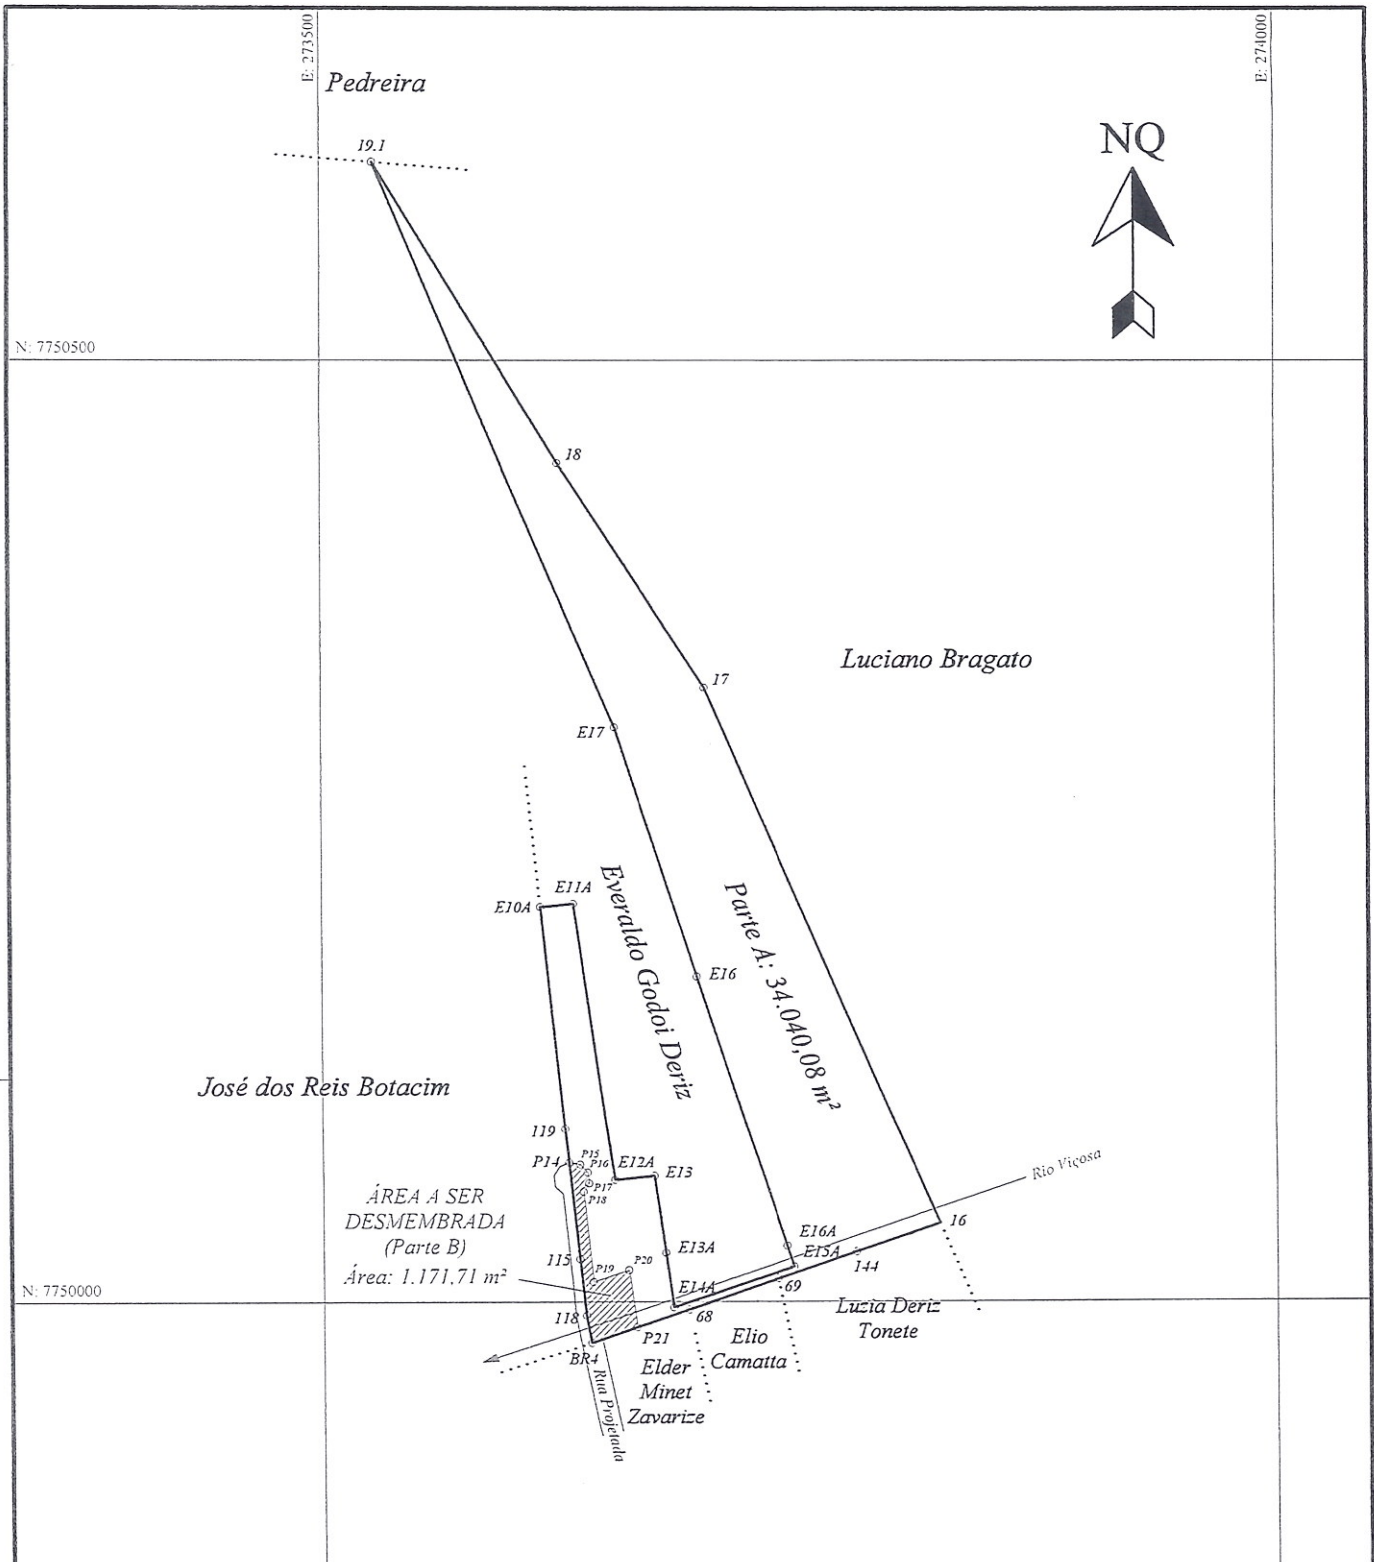 E: 273500
E: 274000
Pedreira
19.1
NQ
N: 7750500
18
17
Luciano Bragato
E17
E11A
E10A
Everaldo Godoi Deriz
Parte A: 34.040,08 m²
E16
José dos Reis Botacim
119
P14
P15
P16
E12A
E13
P17
P18
Rio Viçosa
ÁREA A SER
DESMEMBRADA
(Parte B)
Área: 1.171,71 m²
16
E16A
E13A
E15A
115
P20
144
P19
E14A
69
N: 7750000
118
68
Luzia Deriz
Tonete
P21
Elio
Camatta
BR4
Elder
Minet
Zavarize
Rua Projetada